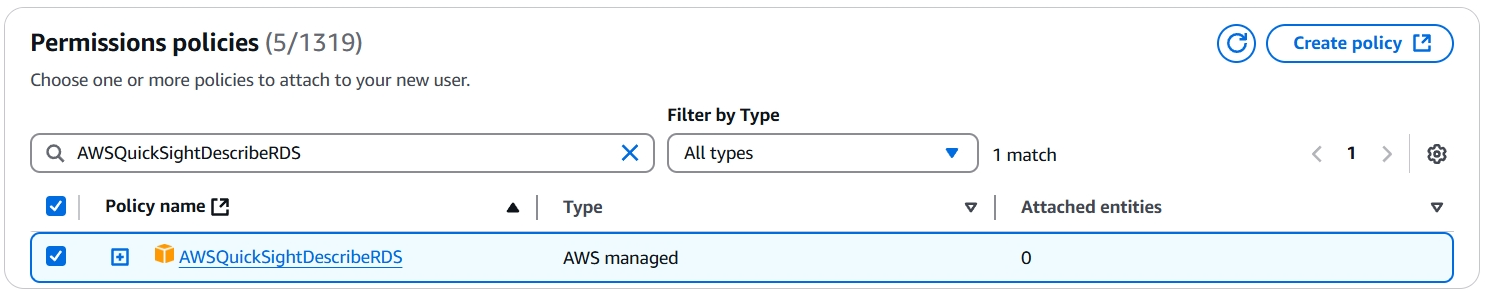 Permissions policies (5/1319)
Create policy
Choose one or more policies to attach to your new user.
Filter by Type
AWSQuickSightDescribeRDS
All types
1 match
1
Policy name
Type
Attached entities
AWSQuickSightDescribeRDS
AWS managed
0